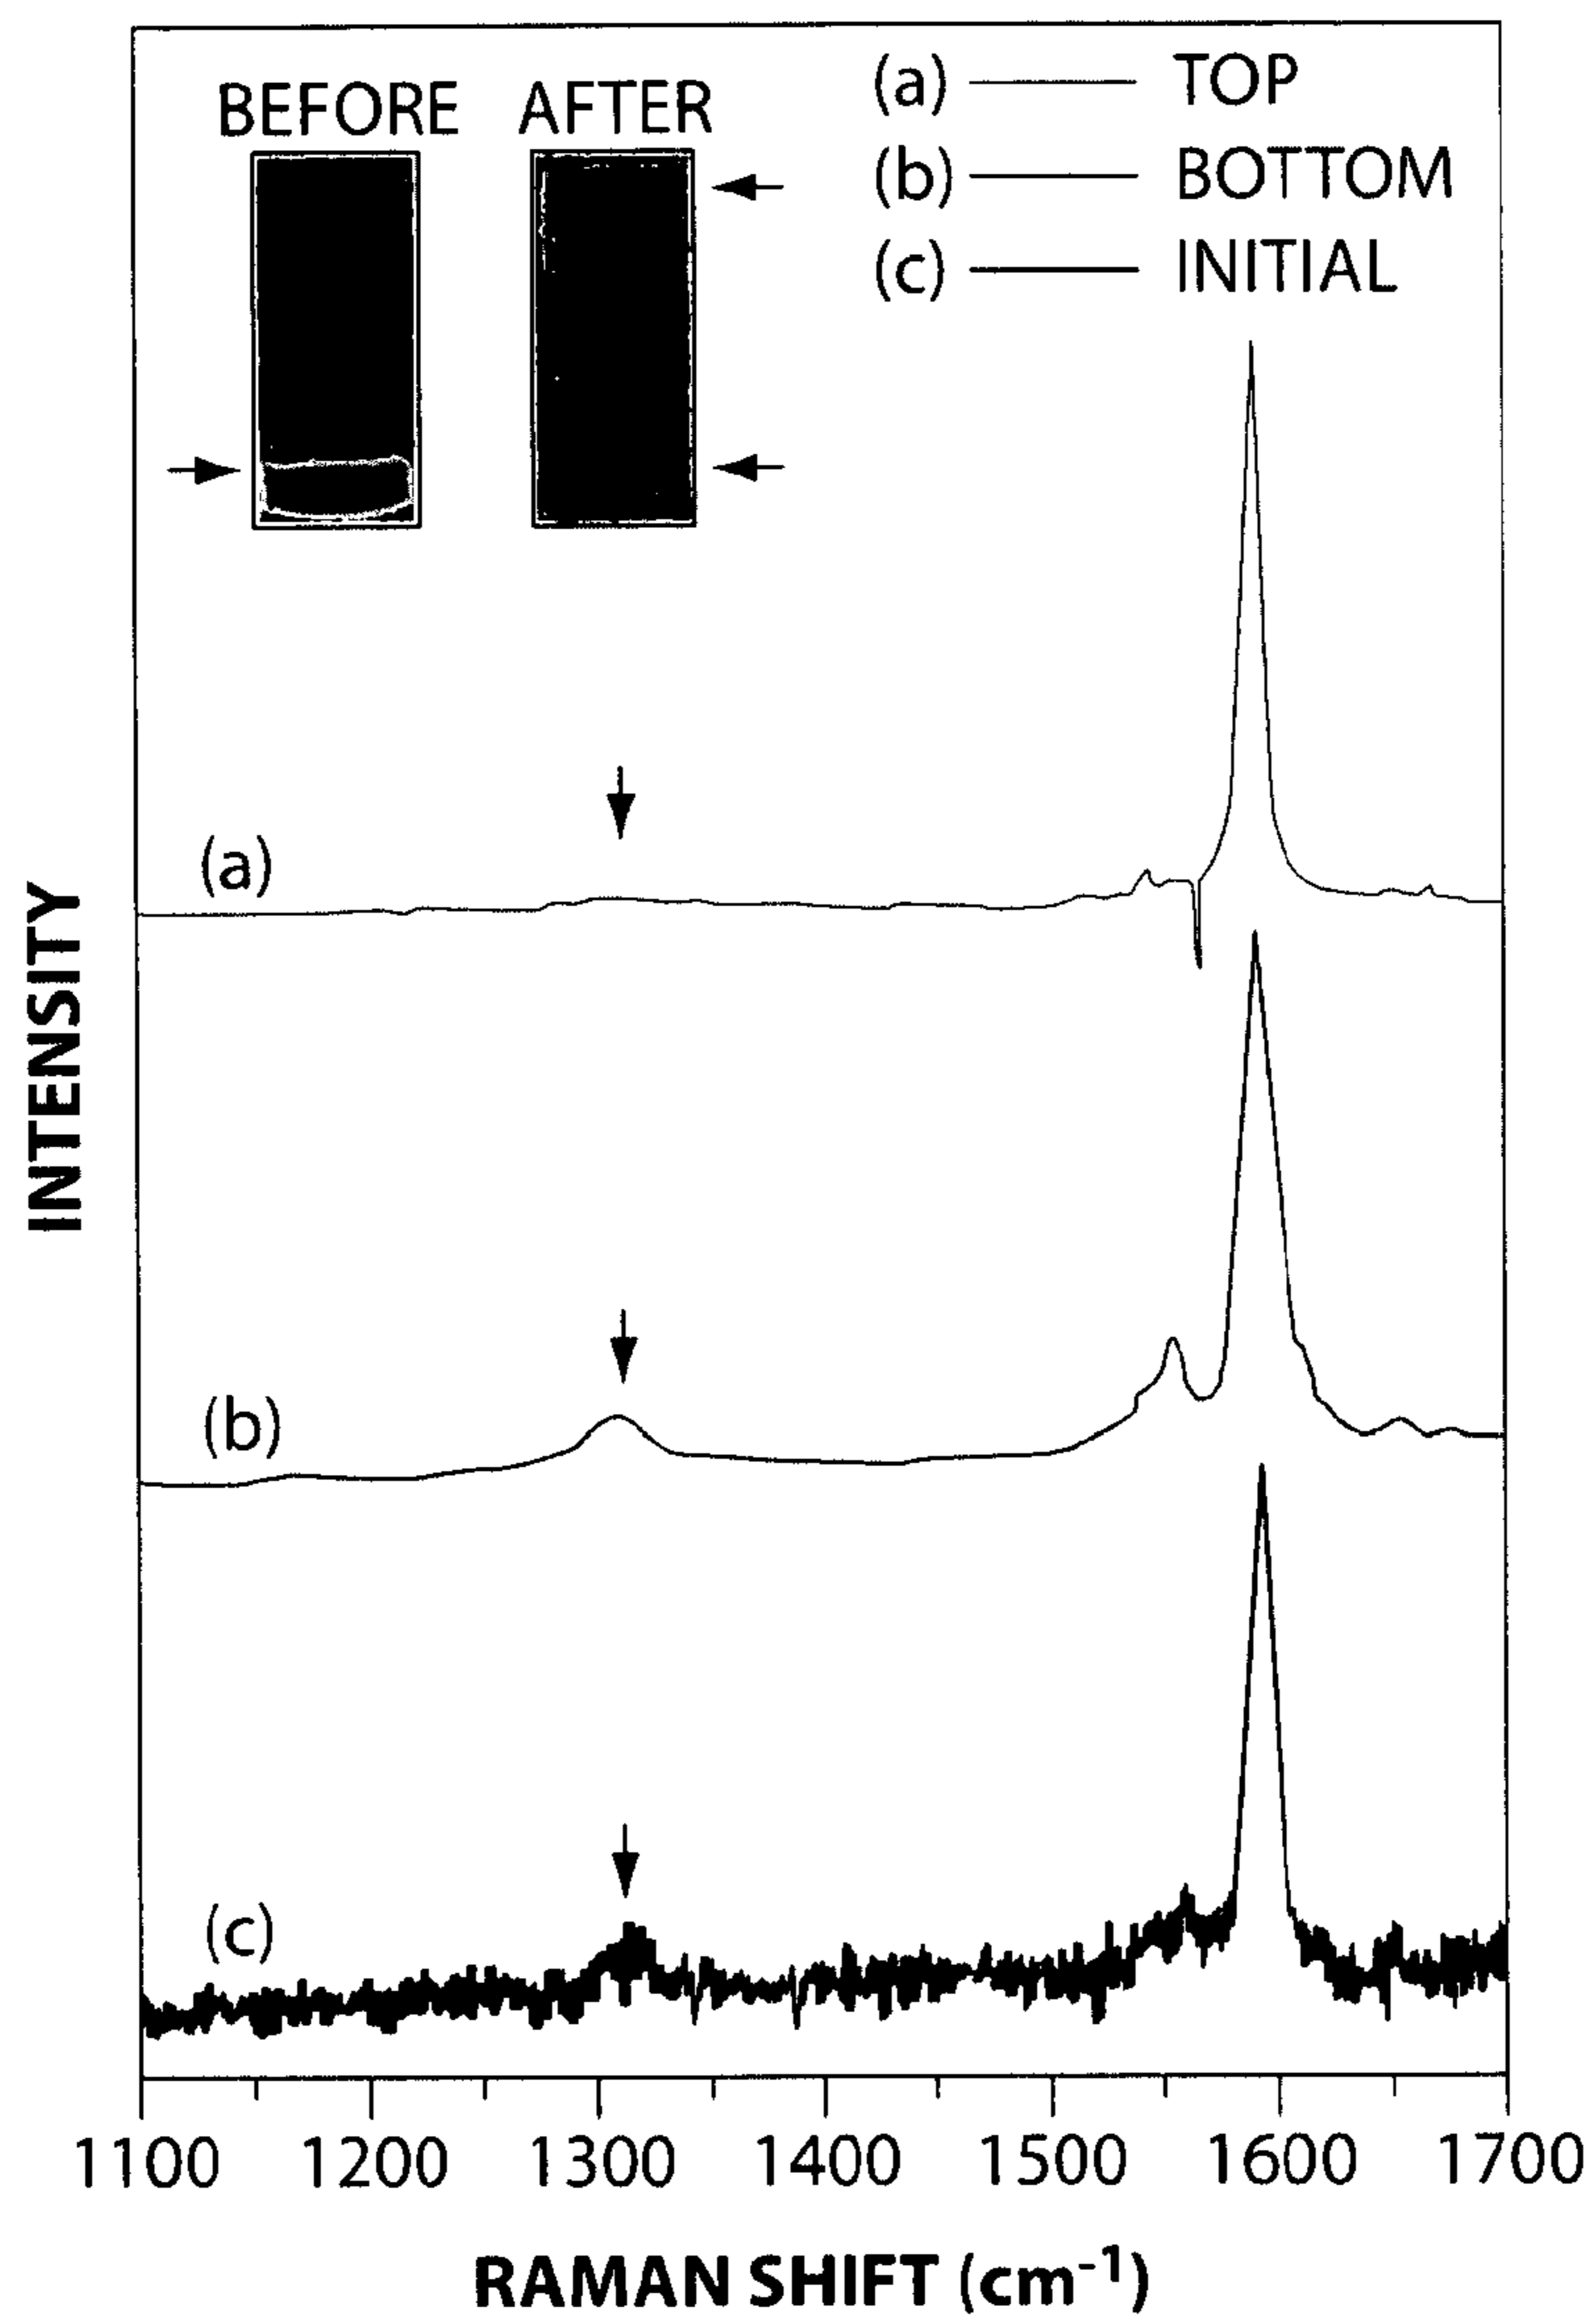 BEFORE AFTER
(a) TOP
(b) BOTTOM
(c) INITIAL
(a)
(b)
(c)
INTENSITY
1100 1200 1300 1400 1500 1600 1700
RAMAN SHIFT (cm⁻¹)